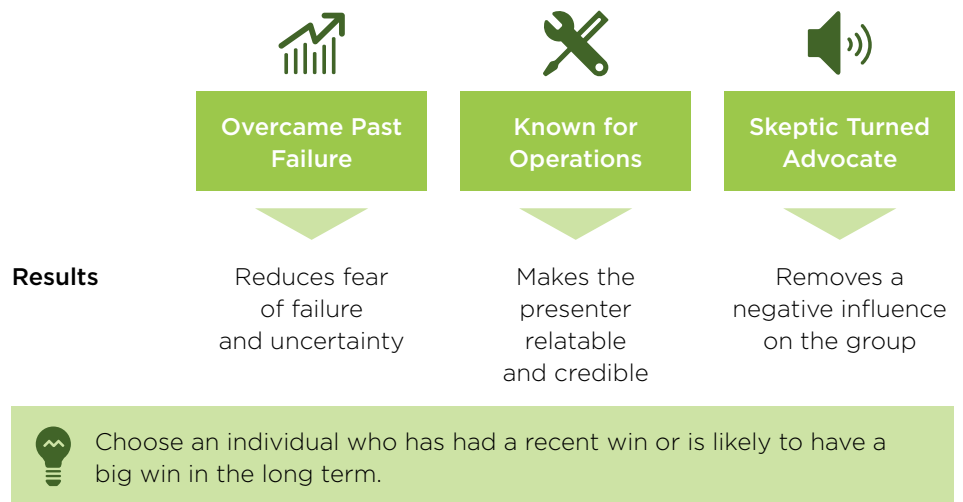 Overcame Past
Failure
Known for
Operations
Skeptic Turned
Advocate
Results
Reduces fear
of failure
and uncertainty
Makes the
presenter
relatable
and credible
Removes a
negative influence
on the group
Choose an individual who has had a recent win or is likely to have a
big win in the long term.